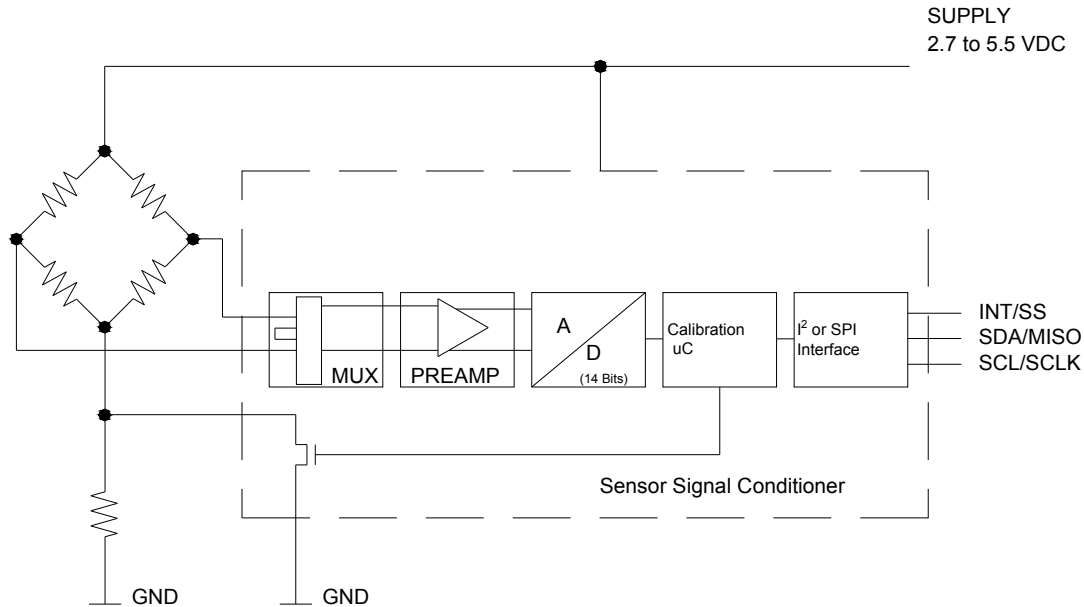 SUPPLY
2.7 to 5.5 VDC
INT/SS
SDA/MISO
SCL/SCLK
A
D
(14 Bits)
Calibration
uC
I² or SPI
Interface
MUX
PREAMP
Sensor Signal Conditioner
GND
GND